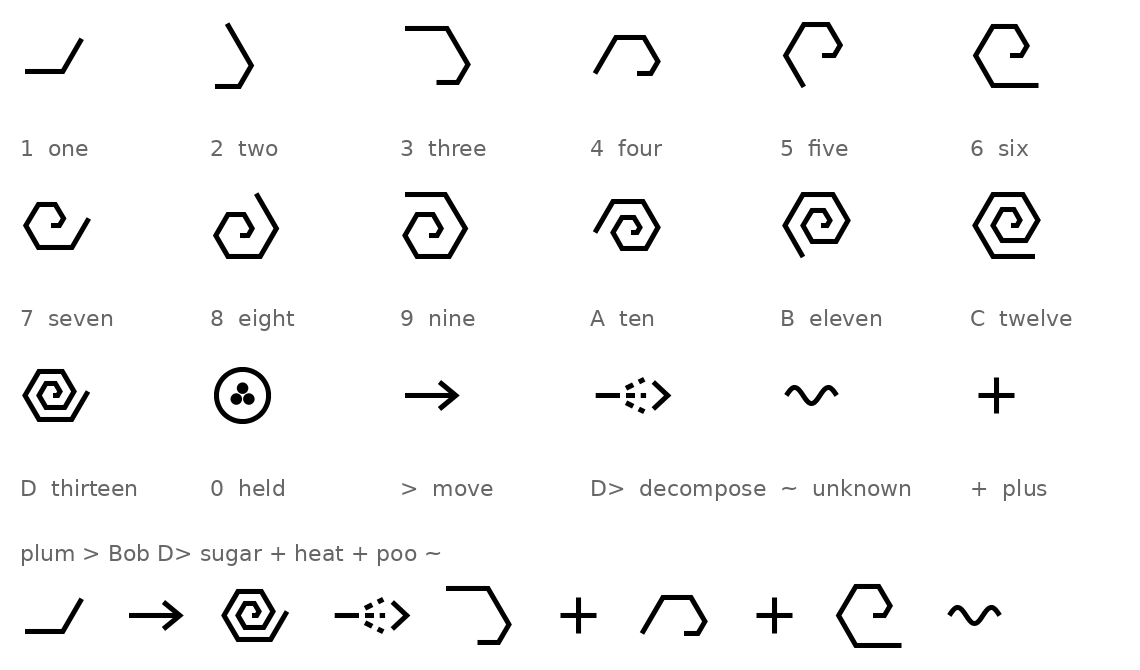 1 one 2 two 3 three 4 four 5 five 6 six
7 seven 8 eight 9 nine A ten B eleven C twelve
D thirteen 0 held > move D> decompose ~ unknown + plus
plum > Bob D> sugar + heat + poo ~